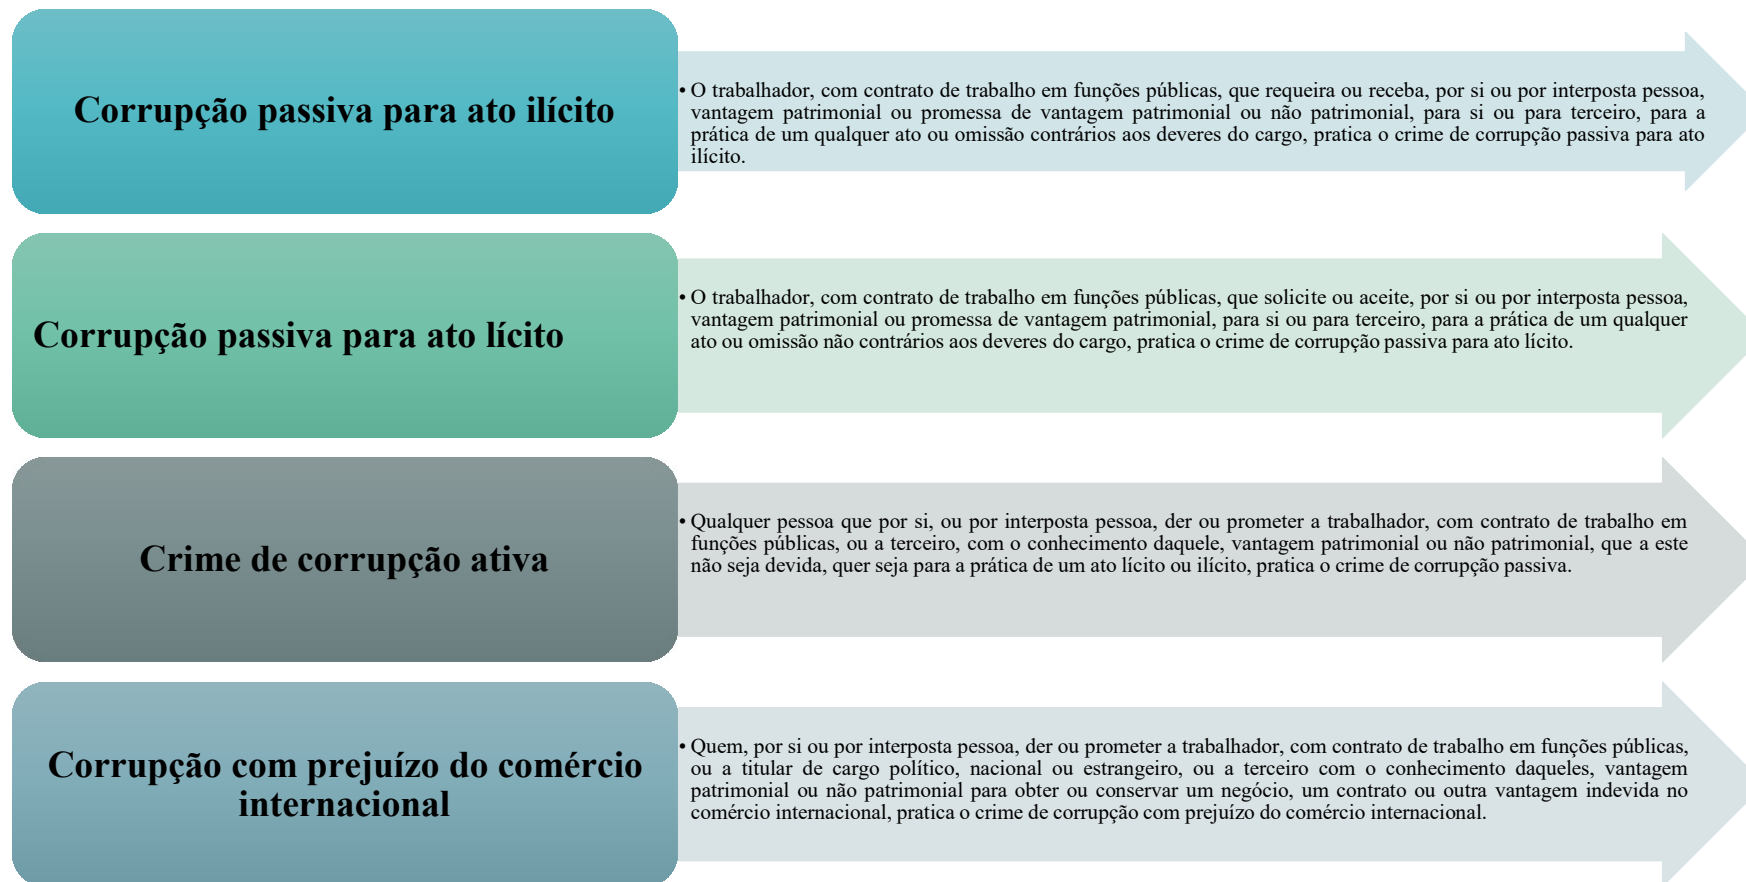 Corrupção passiva para ato ilícito
• O trabalhador, com contrato de trabalho em funções públicas, que requeira ou receba, por si ou por interposta pessoa,
vantagem patrimonial ou promessa de vantagem patrimonial ou não patrimonial, para si ou para terceiro, para a
prática de um qualquer ato ou omissão contrários aos deveres do cargo, pratica o crime de corrupção passiva para ato
ilícito.
Corrupção passiva para ato lícito
• O trabalhador, com contrato de trabalho em funções públicas, que solicite ou aceite, por si ou por interposta pessoa,
vantagem patrimonial ou promessa de vantagem patrimonial, para si ou para terceiro, para a prática de um qualquer
ato ou omissão não contrários aos deveres do cargo, pratica o crime de corrupção passiva para ato lícito.
Crime de corrupção ativa
• Qualquer pessoa que por si, ou por interposta pessoa, der ou prometer a trabalhador, com contrato de trabalho em
funções públicas, ou a terceiro, com o conhecimento daquele, vantagem patrimonial ou não patrimonial, que a este
não seja devida, quer seja para a prática de um ato lícito ou ilícito, pratica o crime de corrupção passiva.
Corrupção com prejuízo do comércio
internacional
• Quem, por si ou por interposta pessoa, der ou prometer a trabalhador, com contrato de trabalho em funções públicas,
ou a titular de cargo político, nacional ou estrangeiro, ou a terceiro com o conhecimento daqueles, vantagem
patrimonial ou não patrimonial para obter ou conservar um negócio, um contrato ou outra vantagem indevida no
comércio internacional, pratica o crime de corrupção com prejuízo do comércio internacional.